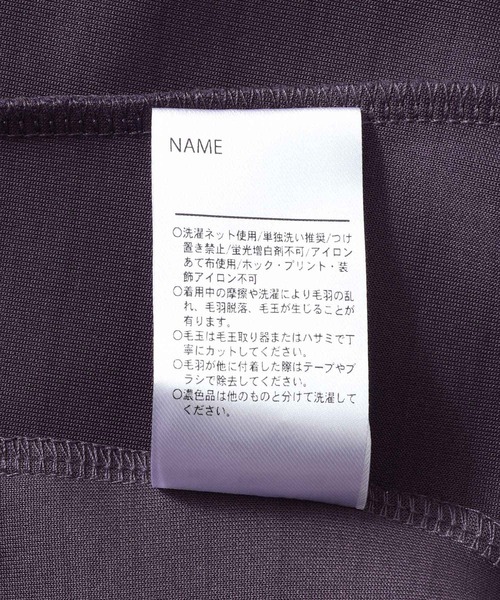 NAME
○洗濯ネット使用/単独洗い推奨/つけ
置き禁止/蛍光増白剤不可/アイロン
あて布使用/ホック・プリント・装
飾アイロン不可
○着用中の摩擦や洗濯により毛羽の乱
れ、毛羽脱落、毛玉が生じることが
有ります。
○毛玉は毛玉取り器またはハサミで丁
寧にカットしてください。
○毛羽が他に付着した際はテープやブ
ラシで除去してください。
○濃色品は他のものと分けて洗濯して
ください。